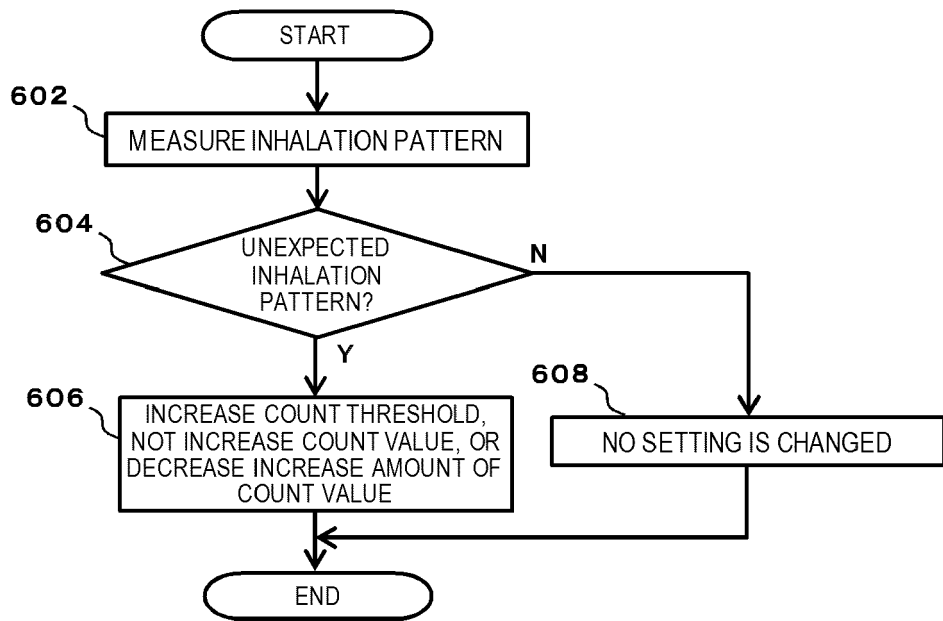 START
602
MEASURE INHALATION PATTERN
604
UNEXPECTED
INHALATION
PATTERN?
N
Y
606
INCREASE COUNT THRESHOLD,
NOT INCREASE COUNT VALUE, OR
DECREASE INCREASE AMOUNT OF
COUNT VALUE
608
NO SETTING IS CHANGED
END